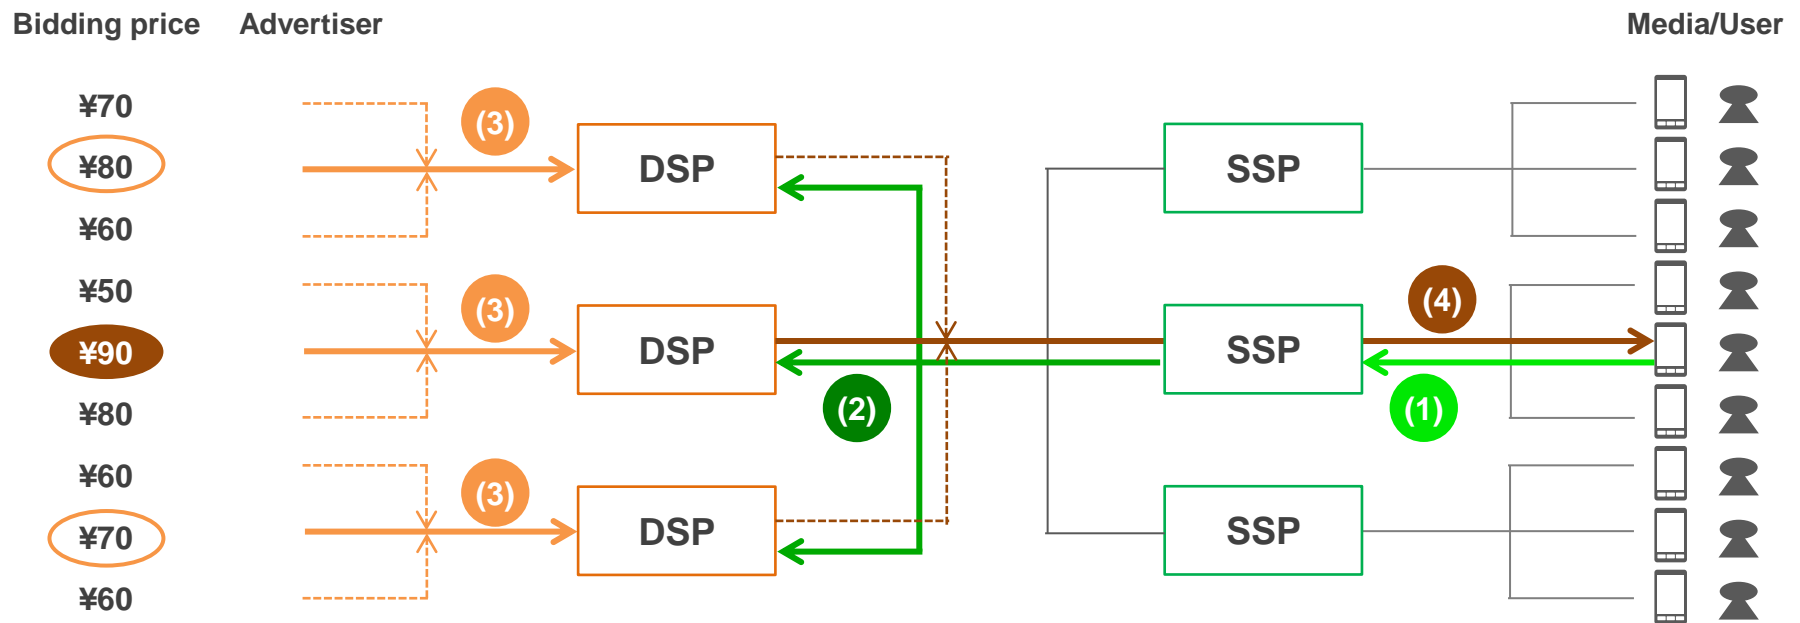 Bidding price Advertiser Media/User
¥70
(3)
¥80 DSP SSP
¥60
¥50
(3) (4)
¥90 DSP SSP
¥80 (2) (1)
¥60
(3)
¥70 DSP SSP
¥60